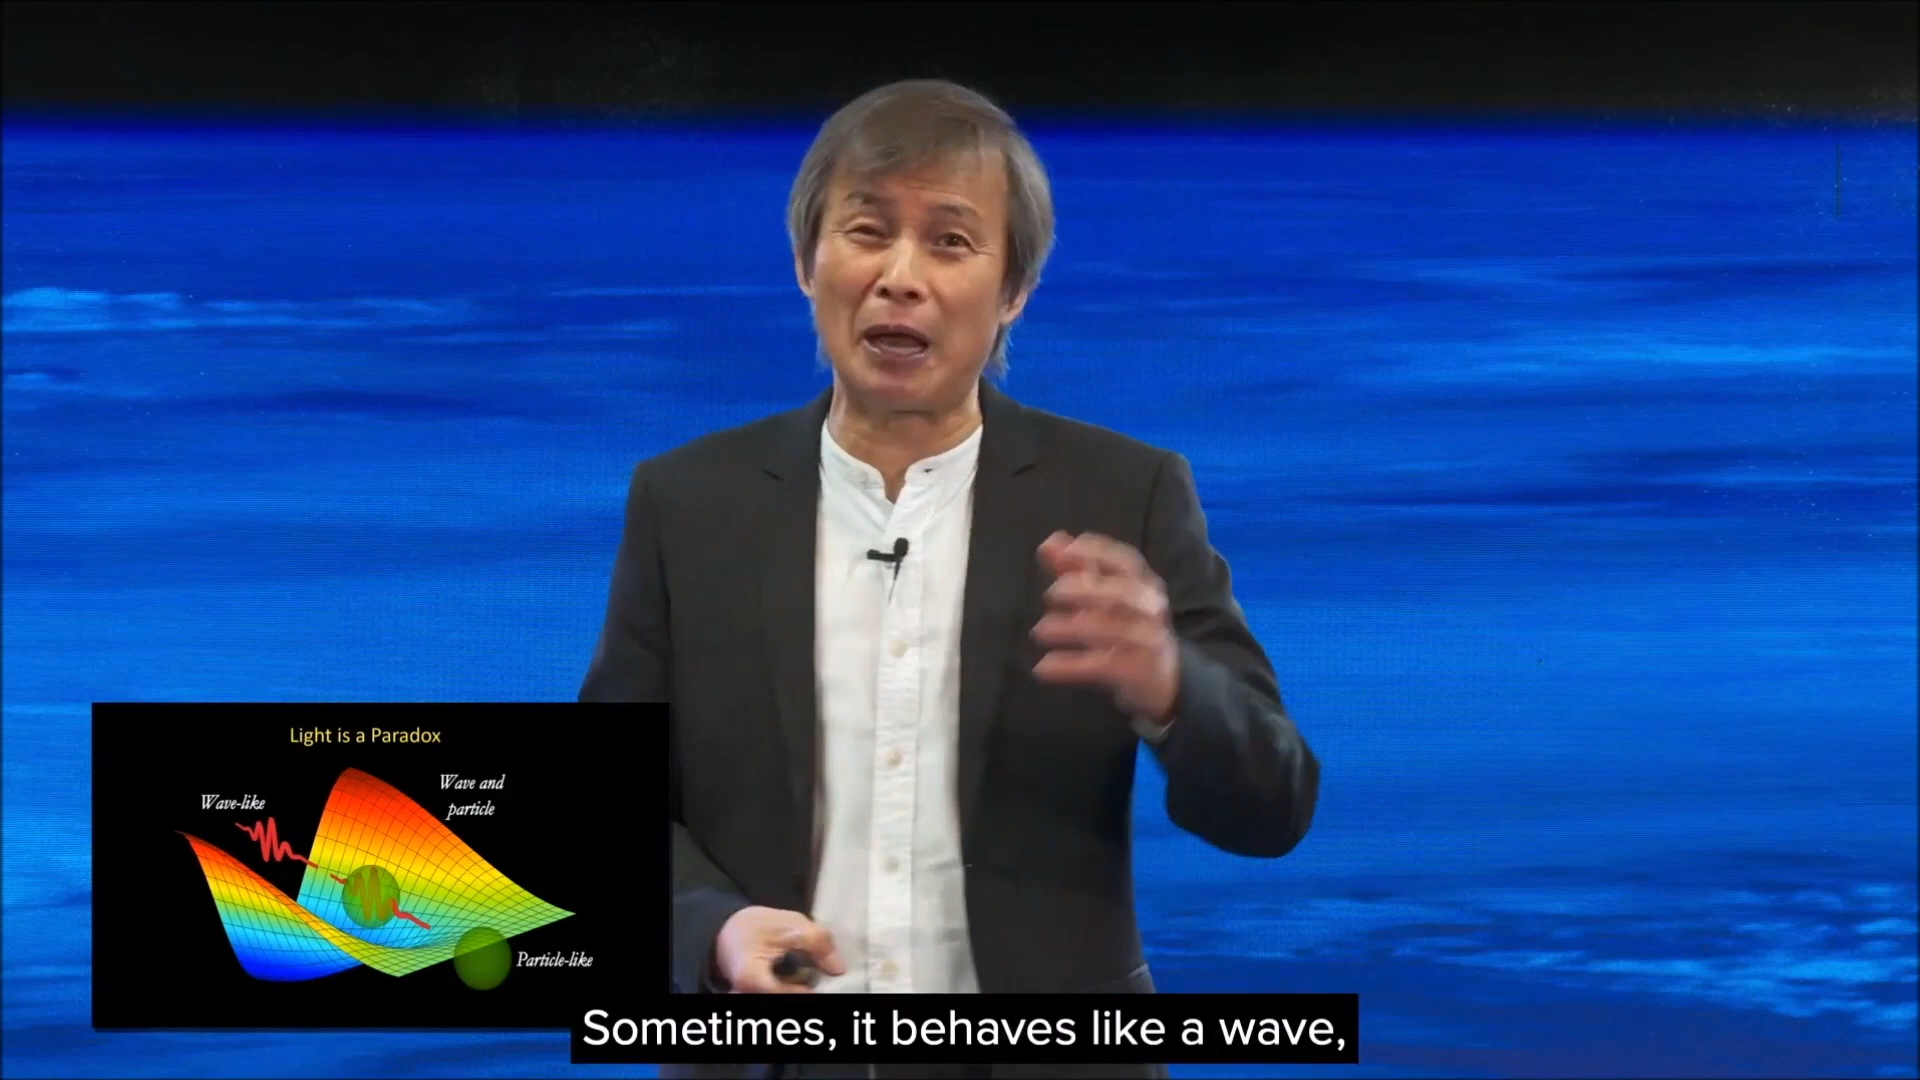 Light is a Paradox
Wave-like
Wave and
particle
Particle-like
Sometimes, it behaves like a wave,